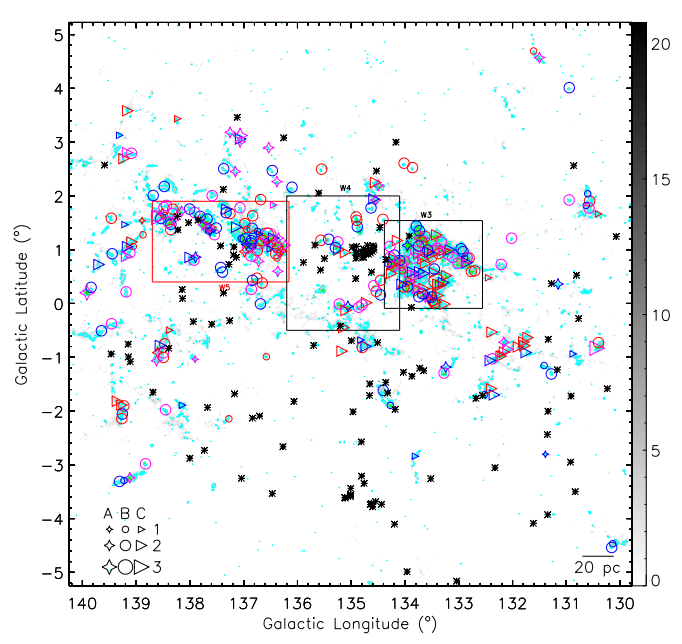 5
4
3
2
1
0
−1
−2
−3
−4
−5
Galactic Latitude (°)
W4
W3
W5
A B C
1
2
3
20 pc
140 139 138 137 136 135 134 133 132 131 130
Galactic Longitude (°)
20
15
10
5
0